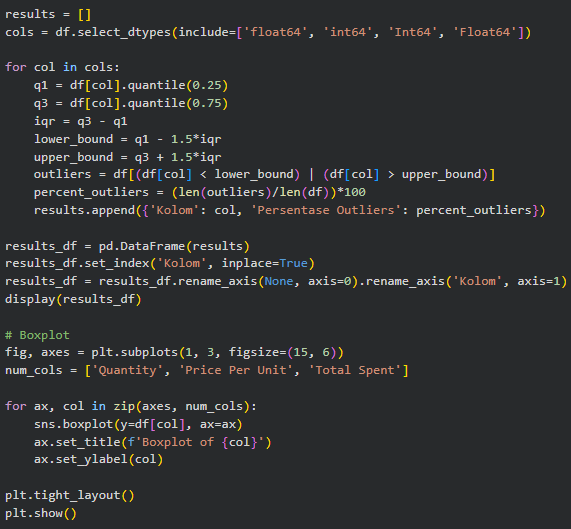 results = []
cols = df.select_dtypes(include=['float64', 'int64', 'Int64', 'Float64'])

for col in cols:
    q1 = df[col].quantile(0.25)
    q3 = df[col].quantile(0.75)
    iqr = q3 - q1
    lower_bound = q1 - 1.5*iqr
    upper_bound = q3 + 1.5*iqr
    outliers = df[(df[col] < lower_bound) | (df[col] > upper_bound)]
    percent_outliers = (len(outliers)/len(df))*100
    results.append({'Kolom': col, 'Persentase Outliers': percent_outliers})

results_df = pd.DataFrame(results)
results_df.set_index('Kolom', inplace=True)
results_df = results_df.rename_axis(None, axis=0).rename_axis('Kolom', axis=1)
display(results_df)

# Boxplot
fig, axes = plt.subplots(1, 3, figsize=(15, 6))
num_cols = ['Quantity', 'Price Per Unit', 'Total Spent']

for ax, col in zip(axes, num_cols):
    sns.boxplot(y=df[col], ax=ax)
    ax.set_title(f'Boxplot of {col}')
    ax.set_ylabel(col)

plt.tight_layout()
plt.show()